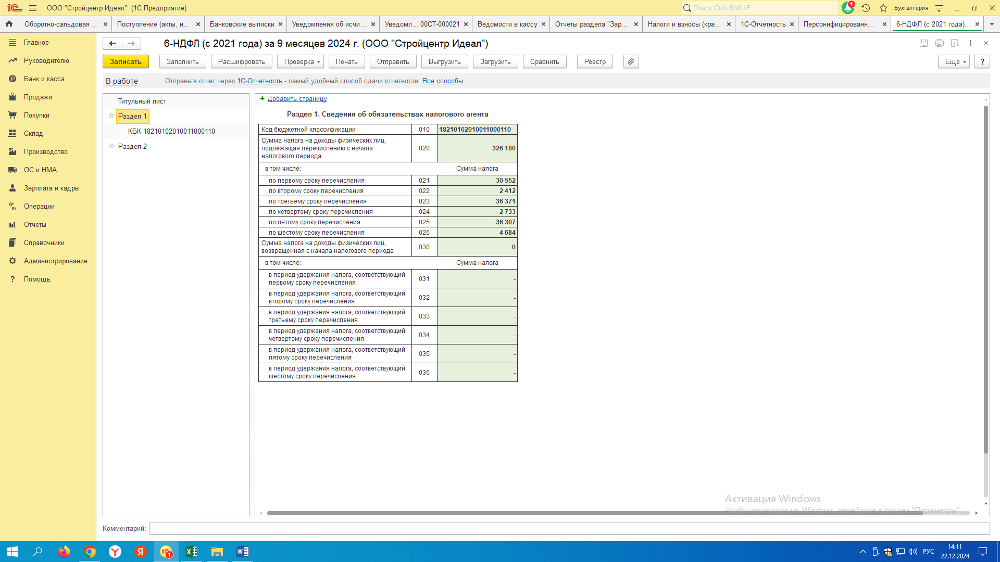 ООО "Стройцентр Идеал" (1С:Предприятие)
Поиск Ctrl+Shift+F
1
Бухгалтерия
Оборотно-сальдовая ...
Поступление (акты, н...
Банковские выписки
Уведомления об исчи...
Уведомл... 00СТ-000021
Ведомости в кассу
Отчеты раздела "Зар...
Налоги и взносы (кра...
1С-Отчетность
Персонифицированн...
6-НДФЛ (с 2021 года)...
Главное
Руководителю
Банк и касса
Продажи
Покупки
Склад
Производство
ОС и НМА
Зарплата и кадры
Операции
Отчеты
Справочники
Администрирование
? Помощь
6-НДФЛ (с 2021 года) за 9 месяцев 2024 г. (ООО "Стройцентр Идеал")
Записать
Заполнить
Расшифровать
Проверка
Печать
Отправить
Выгрузить
Загрузить
Сравнить
Реестр
Еще
?
В работе
Отправьте отчет через 1С-Отчетность - самый удобный способ сдачи отчетности. Все способы
Титульный лист
Раздел 1
КБК 18210102010011000110
Раздел 2
+ Добавить страницу
Раздел 1. Сведения об обязательствах налогового агента
Код бюджетной классификации 010 18210102010011000110
Сумма налога на доходы физических лиц,
подлежащая перечислению с начала 020 326 180
налогового периода
в том числе: Сумма налога
по первому сроку перечисления 021 30 552
по второму сроку перечисления 022 2 412
по третьему сроку перечисления 023 36 371
по четвертому сроку перечисления 024 2 733
по пятому сроку перечисления 025 36 307
по шестому сроку перечисления 026 4 684
Сумма налога на доходы физических лиц,
возвращенная с начала налогового периода 030 0
в том числе: Сумма налога
в период удержания налога, соответствующий
первому сроку перечисления 031 -
в период удержания налога, соответствующий
второму сроку перечисления 032 -
в период удержания налога, соответствующий
третьему сроку перечисления 033 -
в период удержания налога, соответствующий
четвертому сроку перечисления 034 -
в период удержания налога, соответствующий
пятому сроку перечисления 035 -
в период удержания налога, соответствующий
шестому сроку перечисления 036 -
Активация Windows
Чтобы активировать Windows, перейдите в раздел "Параметры".
Комментарий:
РУС
14:11
22.12.2024